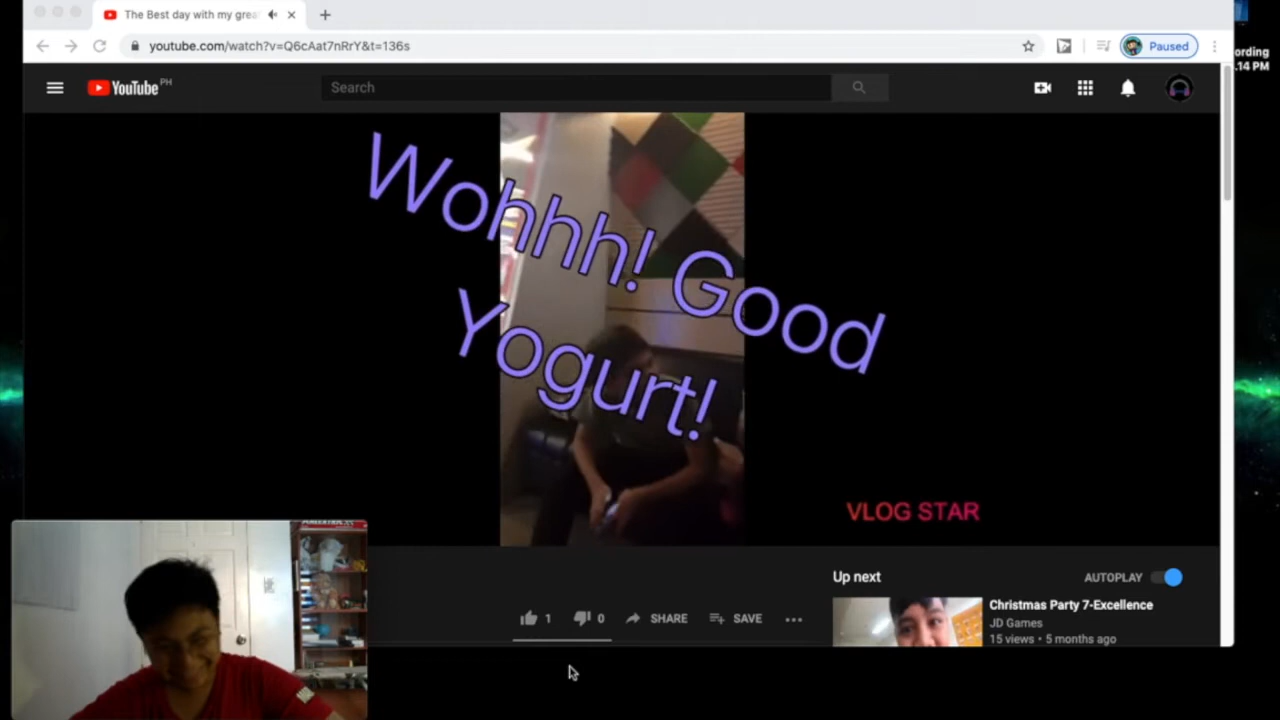 The Best day with my grea
youtube.com/watch?v=Q6cAat7nRrY&t=136s
Paused
ording
.14 PM
YouTube PH
Search
Wohhh! Good
Yogurt!
VLOG STAR
Up next
AUTOPLAY
Christmas Party 7-Excellence
JD Games
15 views • 5 months ago
1
0
SHARE
SAVE